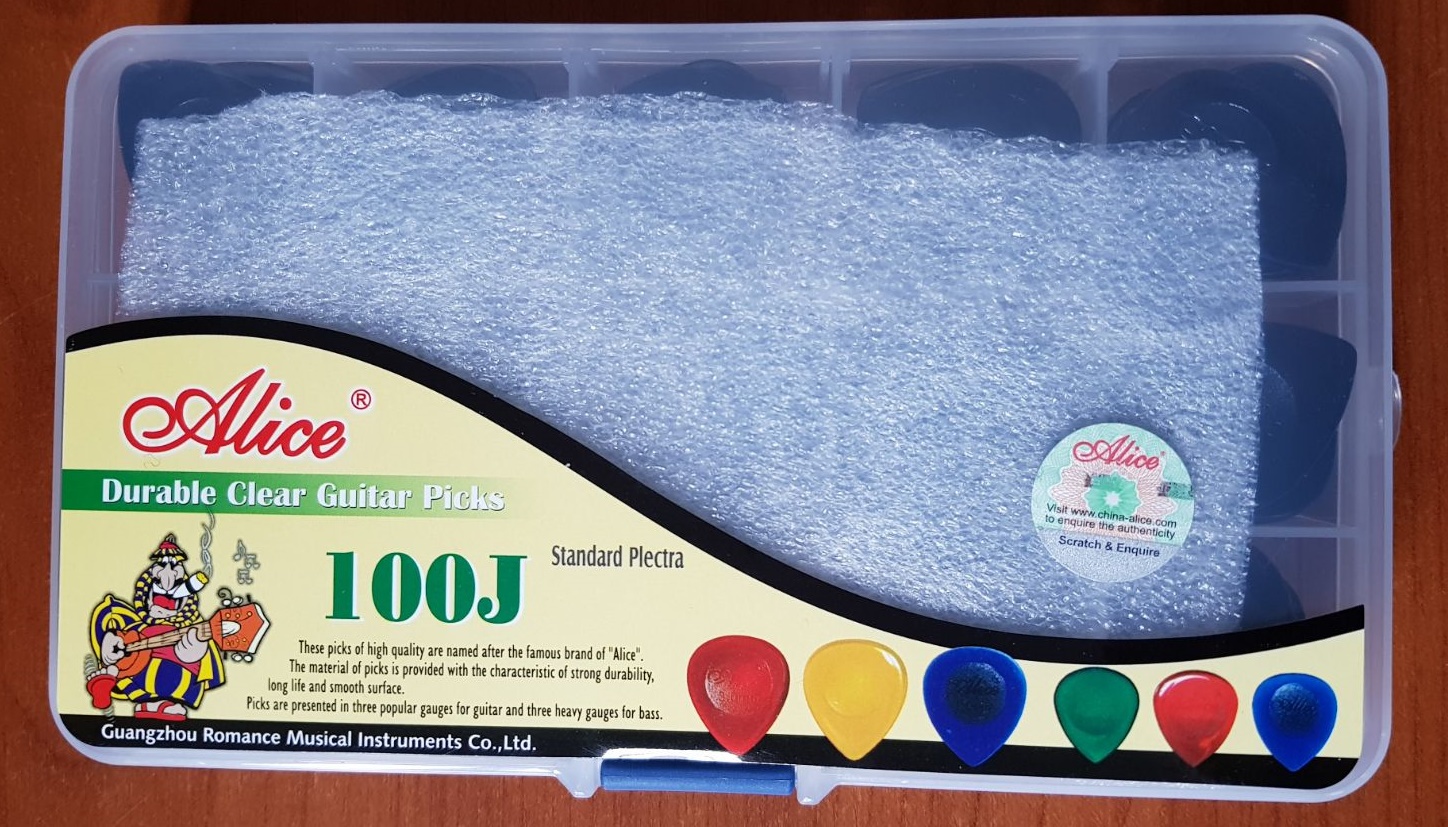 Alice®
Durable Clear Guitar Picks
100J
Standard Plectra
These picks of high quality are named after the famous brand of "Alice".
The material of picks is provided with the characteristic of strong durability,
long life and smooth surface.
Picks are presented in three popular gauges for guitar and three heavy gauges for bass.
Guangzhou Romance Musical Instruments Co.,Ltd.
Alice®
Visit www.china-alice.com
to enquire the authenticity
Scratch & Enquire